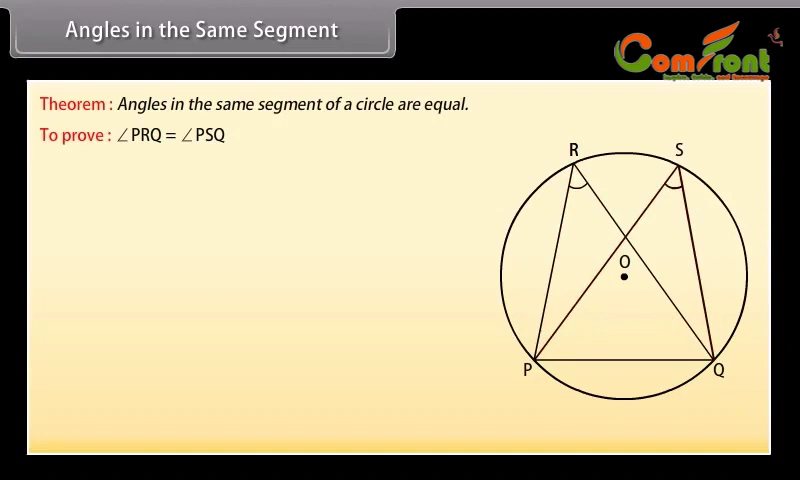 Angles in the Same Segment
ComFront
Theorem : Angles in the same segment of a circle are equal.
To prove : ∠PRQ = ∠PSQ
R S
O
P Q